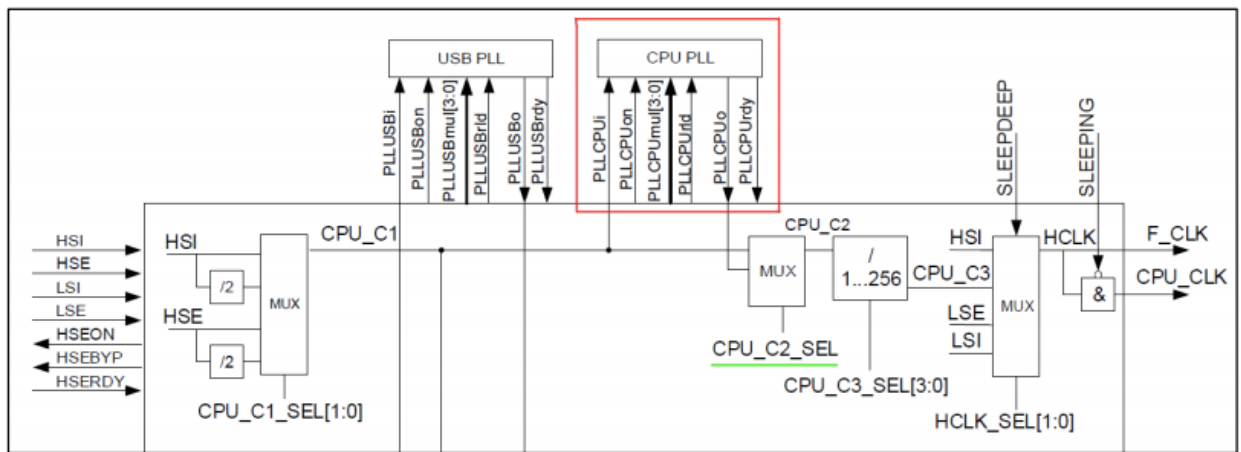 USB PLL
CPU PLL
PLLUSBi
PLLUSBon
PLLUSBmul[3:0]
PLLUSBrld
PLLUSBo
PLLUSBrdy
PLLCPUi
PLLCPUon
PLLCPUmul[3:0]
PLLCPUrld
PLLCPUo
PLLCPUrdy
SLEEPDEEP
SLEEPING
HSI
HSE
LSI
LSE
HSEON
HSEBYP
HSERDY
HSI
/2
HSE
/2
MUX
CPU_C1
CPU_C1_SEL[1:0]
MUX
CPU_C2
CPU_C2_SEL
/
1...256
CPU_C3_SEL[3:0]
HSI
CPU_C3
LSE
LSI
MUX
HCLK
HCLK_SEL[1:0]
&
F_CLK
CPU_CLK